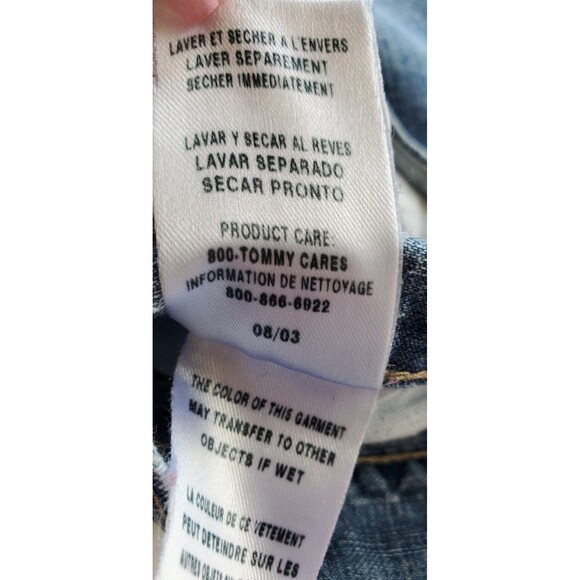 LAVER ET SECHER A L'ENVERS
LAVER SEPAREMENT
SECHER IMMEDIATEMENT
LAVAR Y SECAR AL REVES
LAVAR SEPARADO
SECAR PRONTO
PRODUCT CARE:
800-TOMMY CARES
INFORMATION DE NETTOYAGE
800-866-6922
08/03
THE COLOR OF THIS GARMENT
MAY TRANSFER TO OTHER
OBJECTS IF WET
LA COULEUR DE CE VETEMENT
PEUT DETEINDRE SUR LES
AUTRES OBJETS